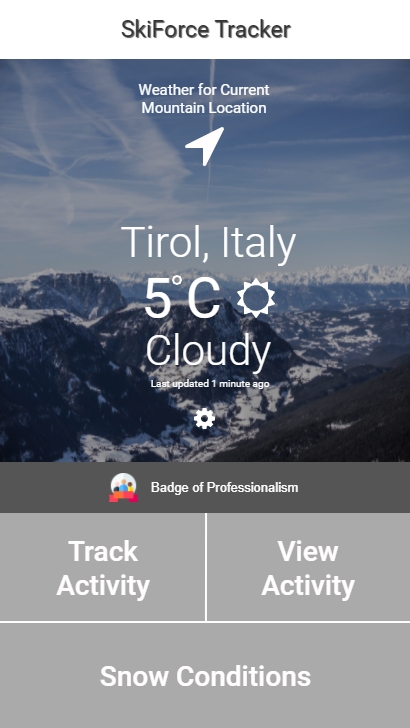 SkiForce Tracker
Weather for Current
Mountain Location
Tirol, Italy
5°C
Cloudy
Last updated 1 minute ago
Badge of Professionalism
Track
Activity
View
Activity
Snow Conditions